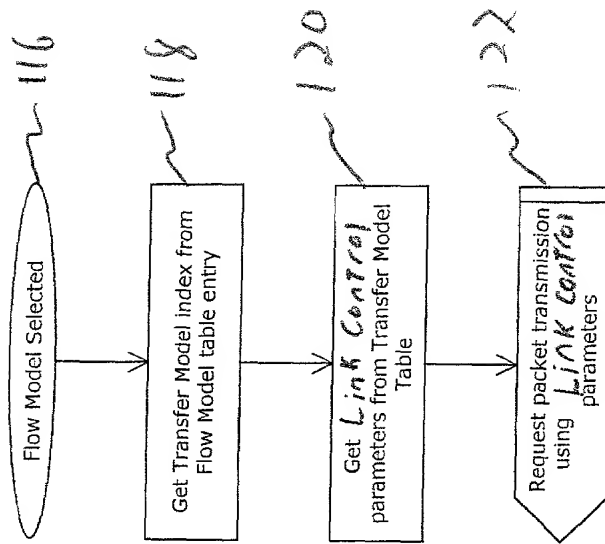 Flow Model Selected
116
Get Transfer Model index from
Flow Model table entry
118
Get Link Control
parameters from Transfer Model
Table
120
Request packet transmission
using Link Control
parameters
122